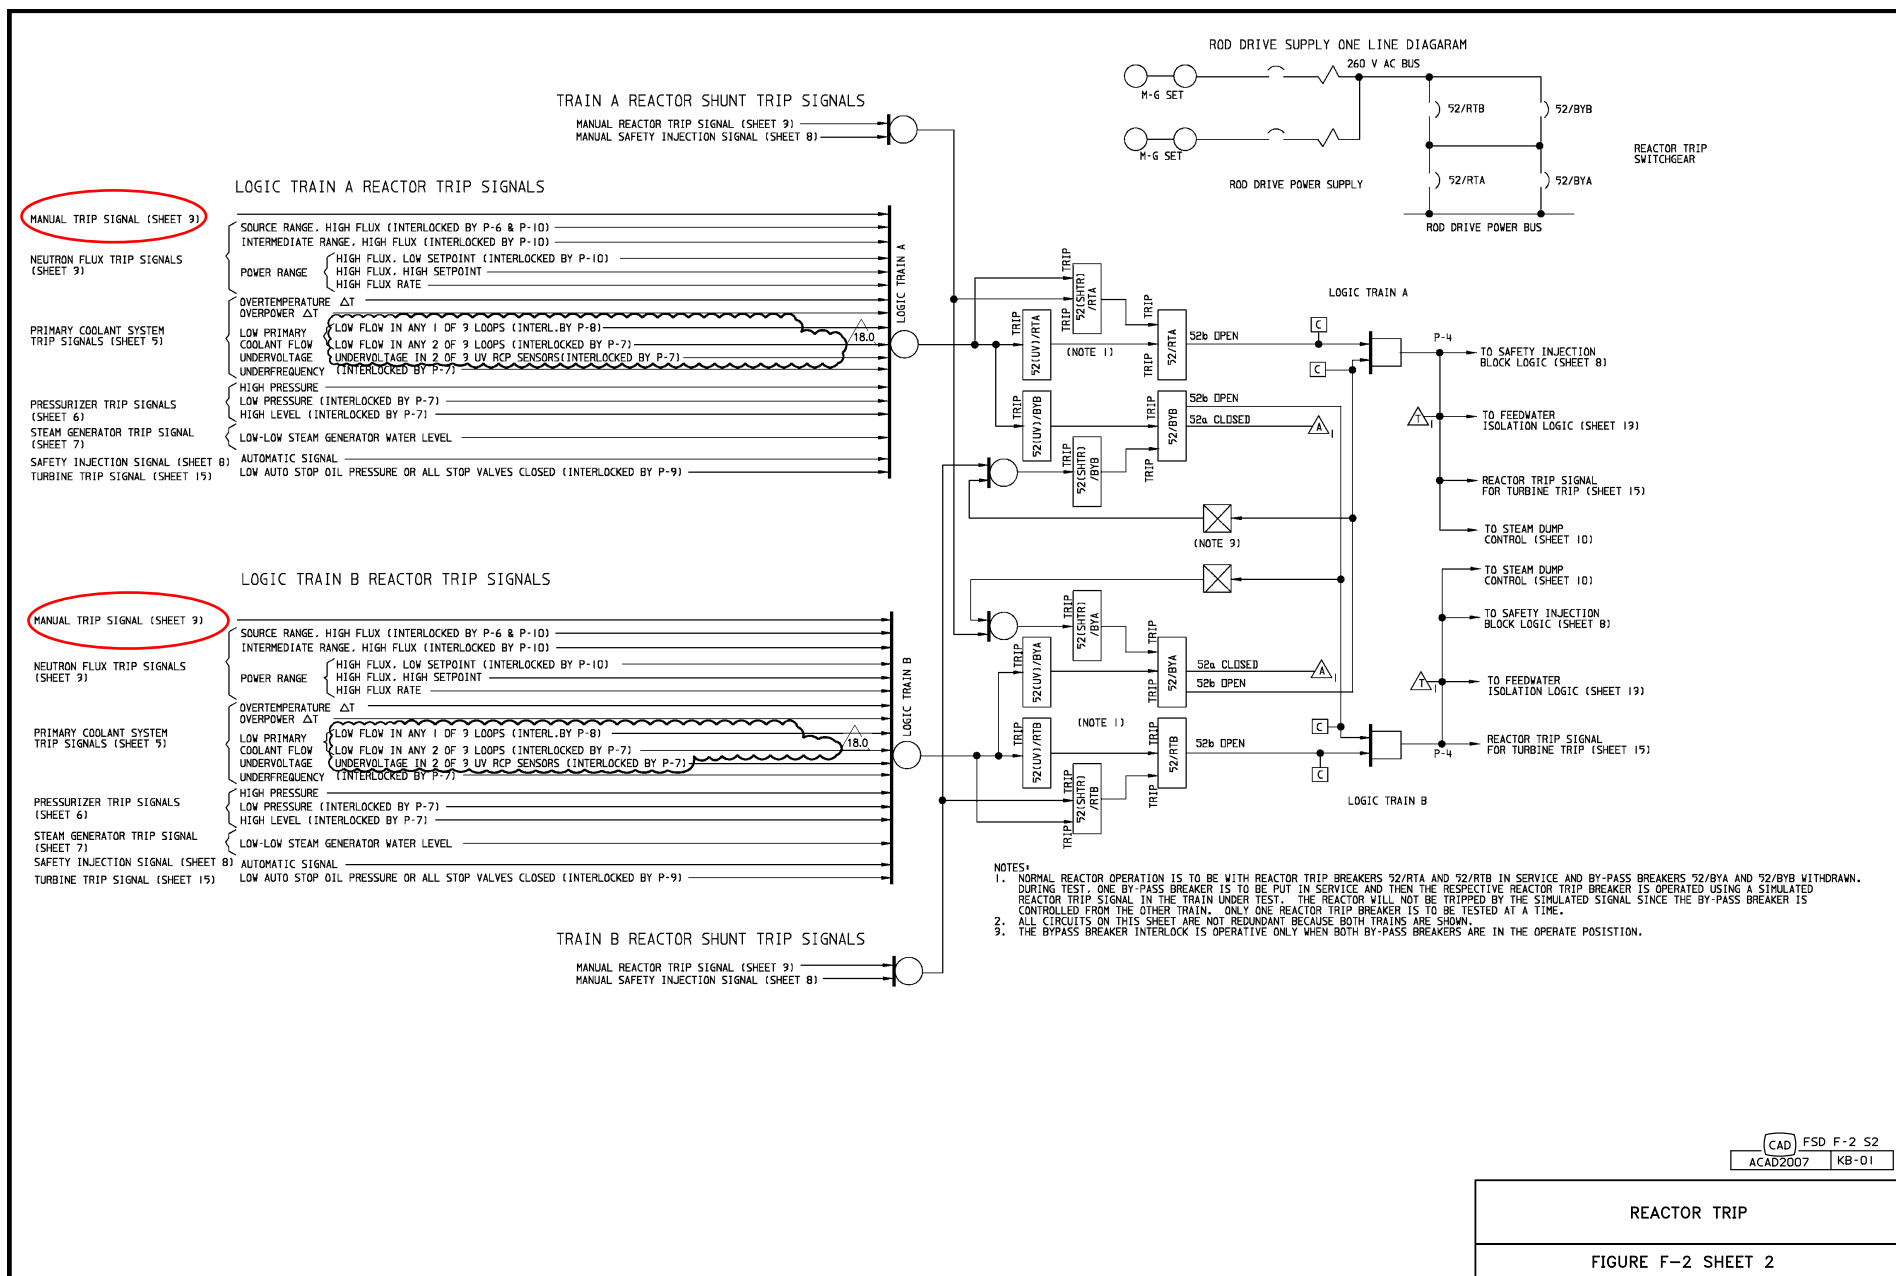 ROD DRIVE SUPPLY ONE LINE DIAGARAM
260 V AC BUS
M-G SET
52/RTB
52/BYB
M-G SET
REACTOR TRIP
SWITCHGEAR
ROD DRIVE POWER SUPPLY
52/RTA
52/BYA
ROD DRIVE POWER BUS
TRAIN A REACTOR SHUNT TRIP SIGNALS
MANUAL REACTOR TRIP SIGNAL (SHEET 3)
MANUAL SAFETY INJECTION SIGNAL (SHEET 8)
LOGIC TRAIN A REACTOR TRIP SIGNALS
MANUAL TRIP SIGNAL (SHEET 3)
SOURCE RANGE, HIGH FLUX (INTERLOCKED BY P-6 & P-10)
INTERMEDIATE RANGE, HIGH FLUX (INTERLOCKED BY P-10)
NEUTRON FLUX TRIP SIGNALS
(SHEET 3)
POWER RANGE
HIGH FLUX, LOW SETPOINT (INTERLOCKED BY P-10)
HIGH FLUX, HIGH SETPOINT
HIGH FLUX RATE
OVERTEMPERATURE ΔT
OVERPOWER ΔT
PRIMARY COOLANT SYSTEM
TRIP SIGNALS (SHEET 5)
LOW PRIMARY
COOLANT FLOW
LOW FLOW IN ANY 1 OF 3 LOOPS (INTERL.BY P-8)
LOW FLOW IN ANY 2 OF 3 LOOPS (INTERLOCKED BY P-7)
18.0
UNDERVOLTAGE
UNDERVOLTAGE IN 2 OF 3 UV RCP SENSORS(INTERLOCKED BY P-7)
UNDERFREQUENCY
(INTERLOCKED BY P-7)
PRESSURIZER TRIP SIGNALS
(SHEET 6)
HIGH PRESSURE
LOW PRESSURE (INTERLOCKED BY P-7)
HIGH LEVEL (INTERLOCKED BY P-7)
STEAM GENERATOR TRIP SIGNAL
(SHEET 7)
LOW-LOW STEAM GENERATOR WATER LEVEL
SAFETY INJECTION SIGNAL (SHEET 8)
AUTOMATIC SIGNAL
TURBINE TRIP SIGNAL (SHEET 15)
LOW AUTO STOP OIL PRESSURE OR ALL STOP VALVES CLOSED (INTERLOCKED BY P-9)
LOGIC TRAIN A
TRIP
TRIP
52(SHTR)
/RTA
TRIP
52(UV)/RTA
(NOTE 1)
TRIP
TRIP
52/RTA
52b OPEN
C
C
LOGIC TRAIN A
P-4
TO SAFETY INJECTION
BLOCK LOGIC (SHEET 8)
T
1
TO FEEDWATER
ISOLATION LOGIC (SHEET 13)
REACTOR TRIP SIGNAL
FOR TURBINE TRIP (SHEET 15)
TO STEAM DUMP
CONTROL (SHEET 10)
TRIP
52(UV)/BYB
TRIP
52(SHTR)
/BYB
TRIP
TRIP
52/BYB
52b OPEN
52a CLOSED
A
1
(NOTE 3)
LOGIC TRAIN B REACTOR TRIP SIGNALS
MANUAL TRIP SIGNAL (SHEET 3)
SOURCE RANGE, HIGH FLUX (INTERLOCKED BY P-6 & P-10)
INTERMEDIATE RANGE, HIGH FLUX (INTERLOCKED BY P-10)
NEUTRON FLUX TRIP SIGNALS
(SHEET 3)
POWER RANGE
HIGH FLUX, LOW SETPOINT (INTERLOCKED BY P-10)
HIGH FLUX, HIGH SETPOINT
HIGH FLUX RATE
OVERTEMPERATURE ΔT
OVERPOWER ΔT
PRIMARY COOLANT SYSTEM
TRIP SIGNALS (SHEET 5)
LOW PRIMARY
COOLANT FLOW
LOW FLOW IN ANY 1 OF 3 LOOPS (INTERL.BY P-8)
LOW FLOW IN ANY 2 OF 3 LOOPS (INTERLOCKED BY P-7)
18.0
UNDERVOLTAGE
UNDERVOLTAGE IN 2 OF 3 UV RCP SENSORS (INTERLOCKED BY P-7)
UNDERFREQUENCY
(INTERLOCKED BY P-7)
PRESSURIZER TRIP SIGNALS
(SHEET 6)
HIGH PRESSURE
LOW PRESSURE (INTERLOCKED BY P-7)
HIGH LEVEL (INTERLOCKED BY P-7)
STEAM GENERATOR TRIP SIGNAL
(SHEET 7)
LOW-LOW STEAM GENERATOR WATER LEVEL
SAFETY INJECTION SIGNAL (SHEET 8)
AUTOMATIC SIGNAL
TURBINE TRIP SIGNAL (SHEET 15)
LOW AUTO STOP OIL PRESSURE OR ALL STOP VALVES CLOSED (INTERLOCKED BY P-9)
LOGIC TRAIN B
TRIP
52(SHTR)
/BYA
TRIP
52(UV)/BYA
TRIP
TRIP
52/BYA
52a CLOSED
A
1
52b OPEN
TRIP
52(UV)/RTB
(NOTE 1)
TRIP
TRIP
52(SHTR)
/RTB
TRIP
TRIP
52/RTB
52b OPEN
C
C
LOGIC TRAIN B
P-4
TO STEAM DUMP
CONTROL (SHEET 10)
TO SAFETY INJECTION
BLOCK LOGIC (SHEET 8)
T
1
TO FEEDWATER
ISOLATION LOGIC (SHEET 13)
REACTOR TRIP SIGNAL
FOR TURBINE TRIP (SHEET 15)
TRAIN B REACTOR SHUNT TRIP SIGNALS
MANUAL REACTOR TRIP SIGNAL (SHEET 3)
MANUAL SAFETY INJECTION SIGNAL (SHEET 8)
NOTES:
1. NORMAL REACTOR OPERATION IS TO BE WITH REACTOR TRIP BREAKERS 52/RTA AND 52/RTB IN SERVICE AND BY-PASS BREAKERS 52/BYA AND 52/BYB WITHDRAWN.
DURING TEST, ONE BY-PASS BREAKER IS TO BE PUT IN SERVICE AND THEN THE RESPECTIVE REACTOR TRIP BREAKER IS OPERATED USING A SIMULATED
REACTOR TRIP SIGNAL IN THE TRAIN UNDER TEST. THE REACTOR WILL NOT BE TRIPPED BY THE SIMULATED SIGNAL SINCE THE BY-PASS BREAKER IS
CONTROLLED FROM THE OTHER TRAIN. ONLY ONE REACTOR TRIP BREAKER IS TO BE TESTED AT A TIME.
2. ALL CIRCUITS ON THIS SHEET ARE NOT REDUNDANT BECAUSE BOTH TRAINS ARE SHOWN.
3. THE BYPASS BREAKER INTERLOCK IS OPERATIVE ONLY WHEN BOTH BY-PASS BREAKERS ARE IN THE OPERATE POSISTION.
CAD FSD F-2 S2
ACAD2007 KB-01
REACTOR TRIP
FIGURE F-2 SHEET 2